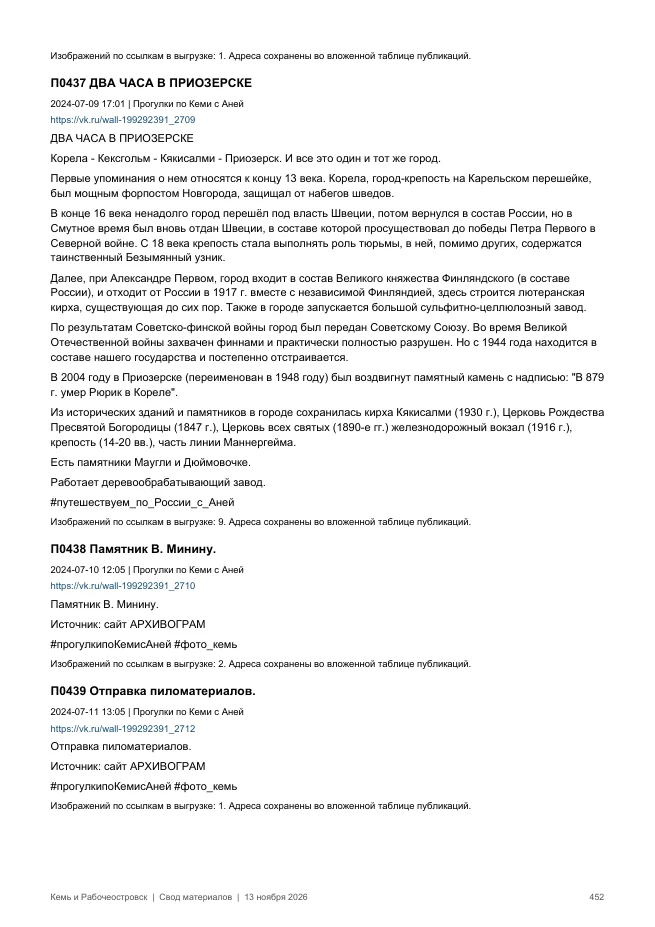 Изображений по ссылкам в выгрузке: 1. Адреса сохранены во вложенной таблице публикаций.
П0437 ДВА ЧАСА В ПРИОЗЕРСКЕ
2024-07-09 17:01 | Прогулки по Кеми с Аней
https://vk.ru/wall-199292391_2709
ДВА ЧАСА В ПРИОЗЕРСКЕ
Корела - Кексгольм - Кякисалми - Приозерск. И все это один и тот же город.
Первые упоминания о нем относятся к концу 13 века. Корела, город-крепость на Карельском перешейке,
был мощным форпостом Новгорода, защищал от набегов шведов.
В конце 16 века ненадолго город перешёл под власть Швеции, потом вернулся в состав России, но в
Смутное время был вновь отдан Швеции, в составе которой просуществовал до победы Петра Первого в
Северной войне. С 18 века крепость стала выполнять роль тюрьмы, в ней, помимо других, содержатся
таинственный Безымянный узник.
Далее, при Александре Первом, город входит в состав Великого княжества Финляндского (в составе
России), и отходит от России в 1917 г. вместе с независимой Финляндией, здесь строится лютеранская
кирха, существующая до сих пор. Также в городе запускается большой сульфитно-целлюлозный завод.
По результатам Советско-финской войны город был передан Советскому Союзу. Во время Великой
Отечественной войны захвачен финнами и практически полностью разрушен. Но с 1944 года находится в
составе нашего государства и постепенно отстраивается.
В 2004 году в Приозерске (переименован в 1948 году) был воздвигнут памятный камень с надписью: "В 879
г. умер Рюрик в Кореле".
Из исторических зданий и памятников в городе сохранилась кирха Кякисалми (1930 г.), Церковь Рождества
Пресвятой Богородицы (1847 г.), Церковь всех святых (1890-е гг.) железнодорожный вокзал (1916 г.),
крепость (14-20 вв.), часть линии Маннергейма.
Есть памятники Маугли и Дюймовочке.
Работает деревообрабатывающий завод.
#путешествуем_по_России_с_Аней
Изображений по ссылкам в выгрузке: 9. Адреса сохранены во вложенной таблице публикаций.
П0438 Памятник В. Минину.
2024-07-10 12:05 | Прогулки по Кеми с Аней
https://vk.ru/wall-199292391_2710
Памятник В. Минину.
Источник: сайт АРХИВОГРАМ
#прогулкипоКемисАней #фото_кемь
Изображений по ссылкам в выгрузке: 2. Адреса сохранены во вложенной таблице публикаций.
П0439 Отправка пиломатериалов.
2024-07-11 13:05 | Прогулки по Кеми с Аней
https://vk.ru/wall-199292391_2712
Отправка пиломатериалов.
Источник: сайт АРХИВОГРАМ
#прогулкипоКемисАней #фото_кемь
Изображений по ссылкам в выгрузке: 1. Адреса сохранены во вложенной таблице публикаций.
Кемь и Рабочеостровск | Свод материалов | 13 ноября 2026 452